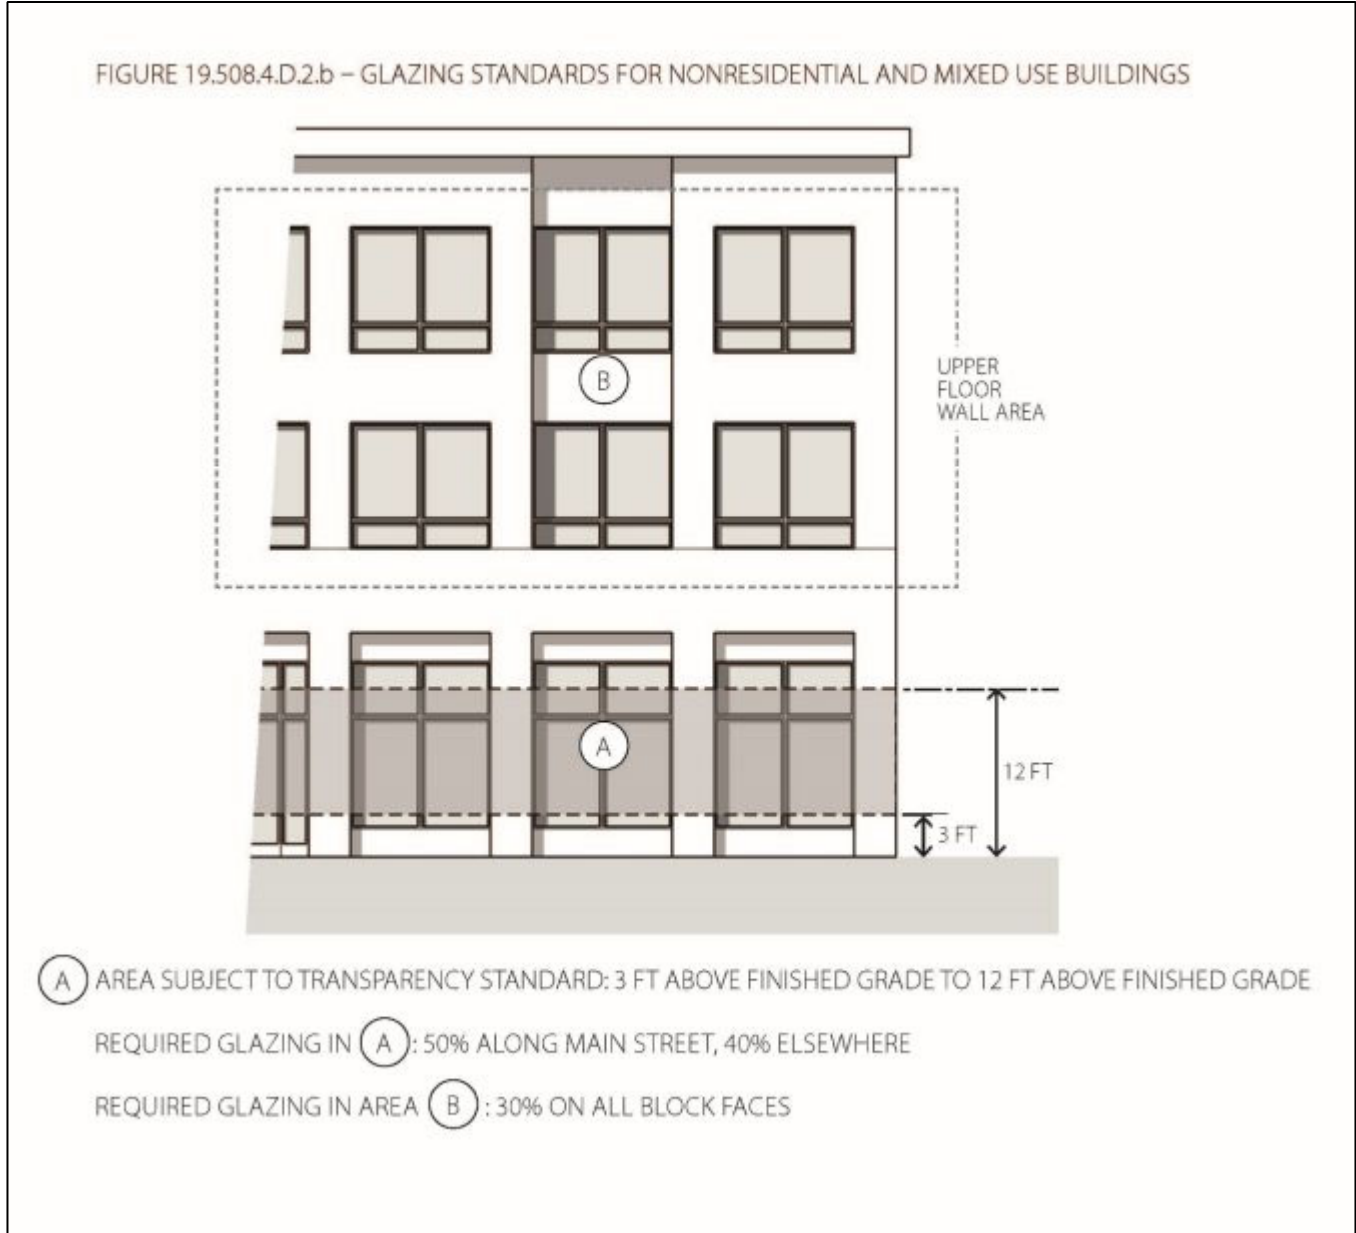 FIGURE 19.508.4.D.2.b – GLAZING STANDARDS FOR NONRESIDENTIAL AND MIXED USE BUILDINGS
B
UPPER
FLOOR
WALL AREA
A
12 FT
3 FT
A AREA SUBJECT TO TRANSPARENCY STANDARD: 3 FT ABOVE FINISHED GRADE TO 12 FT ABOVE FINISHED GRADE
REQUIRED GLAZING IN A : 50% ALONG MAIN STREET, 40% ELSEWHERE
REQUIRED GLAZING IN AREA B : 30% ON ALL BLOCK FACES